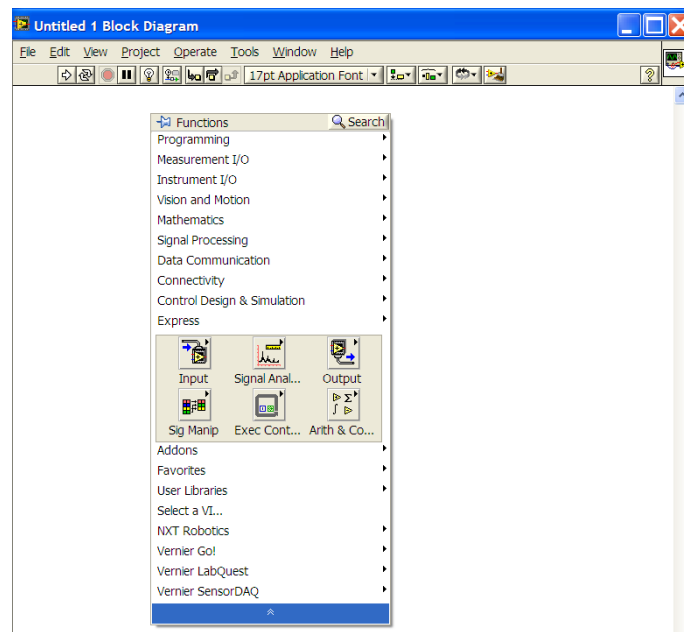 Untitled 1 Block Diagram
File Edit View Project Operate Tools Window Help
17pt Application Font
Functions Search
Programming
Measurement I/O
Instrument I/O
Vision and Motion
Mathematics
Signal Processing
Data Communication
Connectivity
Control Design & Simulation
Express
Input Signal Anal... Output
Sig Manip Exec Cont... Arith & Co...
Addons
Favorites
User Libraries
Select a VI...
NXT Robotics
Vernier Go!
Vernier LabQuest
Vernier SensorDAQ